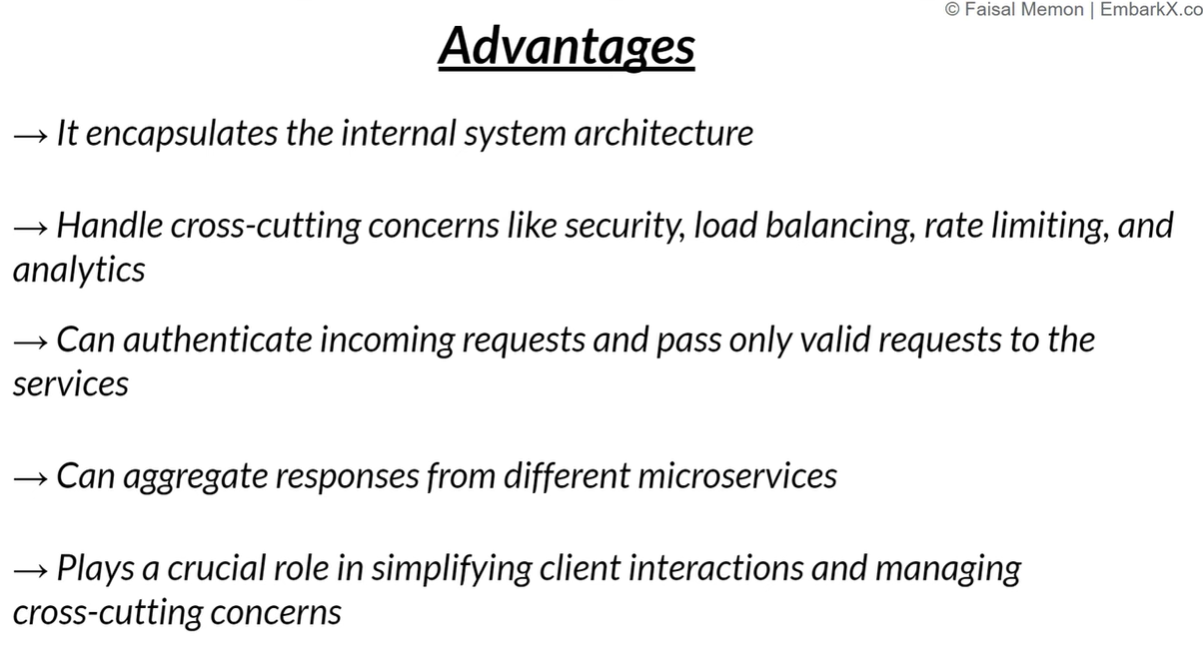 © Faisal Memon | EmbarkX.co
Advantages
→ It encapsulates the internal system architecture
→ Handle cross-cutting concerns like security, load balancing, rate limiting, and
analytics
→ Can authenticate incoming requests and pass only valid requests to the
services
→ Can aggregate responses from different microservices
→ Plays a crucial role in simplifying client interactions and managing
cross-cutting concerns